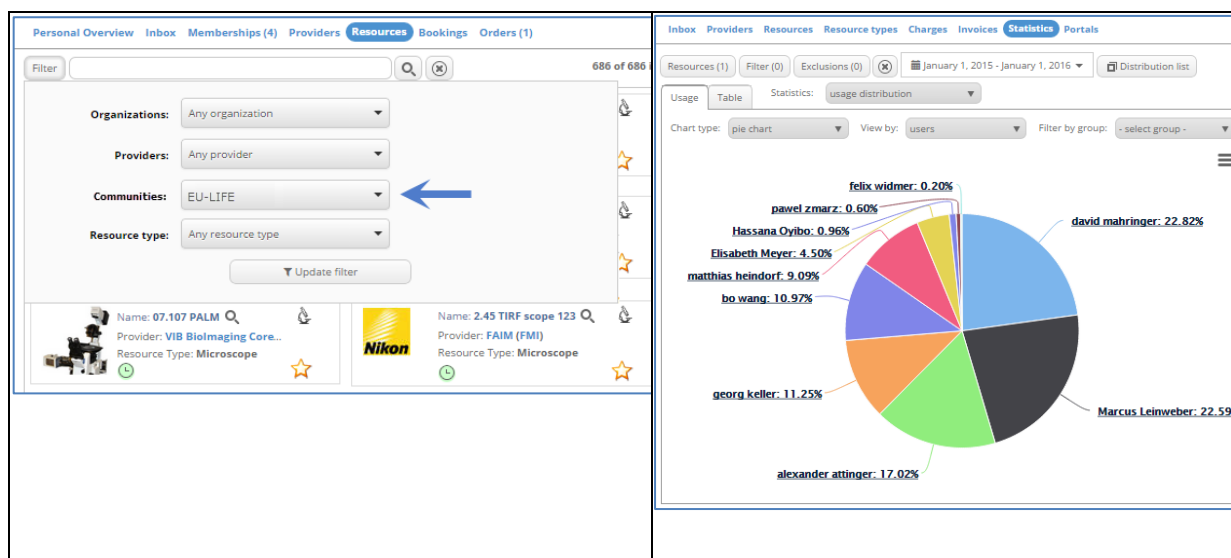 Personal Overview Inbox Memberships (4) Providers Resources Bookings Orders (1)
Filter
686 of 686
Organizations: Any organization
Providers: Any provider
Communities: EU-LIFE
Resource type: Any resource type
Update filter
Name: 07.107 PALM
Provider: VIB BioImaging Core...
Resource Type: Microscope
Nikon
Name: 2.45 TIRF scope 123
Provider: FAIM (FMI)
Resource Type: Microscope
Inbox Providers Resources Resource types Charges Invoices Statistics Portals
Resources (1) Filter (0) Exclusions (0) January 1, 2015 - January 1, 2016 Distribution list
Usage Table Statistics: usage distribution
Chart type: pie chart View by: users Filter by group: - select group -
felix widmer: 0.20%
pawel zmarz: 0.60%
Hassana Oyibo: 0.96%
Elisabeth Meyer: 4.50%
matthias heindorf: 9.09%
bo wang: 10.97%
georg keller: 11.25%
alexander attinger: 17.02%
david mahringer: 22.82%
Marcus Leinweber: 22.59